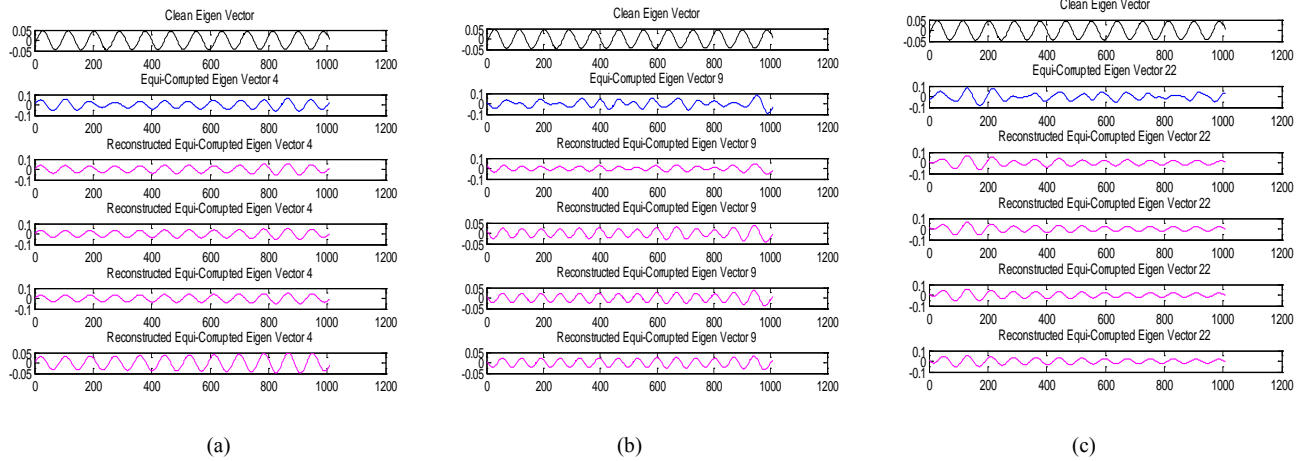 Clean Eigen Vector
0.05
0
-0.05
0 200 400 600 800 1000 1200
Equi-Corrupted Eigen Vector 4
0.1
0
-0.1
0 200 400 600 800 1000 1200
Reconstructed Equi-Corrupted Eigen Vector 4
0.1
0
-0.1
0 200 400 600 800 1000 1200
Reconstructed Equi-Corrupted Eigen Vector 4
0.1
0
-0.1
0 200 400 600 800 1000 1200
Reconstructed Equi-Corrupted Eigen Vector 4
0.1
0
-0.1
0 200 400 600 800 1000 1200
Reconstructed Equi-Corrupted Eigen Vector 4
0.05
0
-0.05
0 200 400 600 800 1000 1200
(a)
Clean Eigen Vector
0.05
0
-0.05
0 200 400 600 800 1000 1200
Equi-Corrupted Eigen Vector 9
0.1
0
-0.1
0 200 400 600 800 1000 1200
Reconstructed Equi-Corrupted Eigen Vector 9
0.1
0
-0.1
0 200 400 600 800 1000 1200
Reconstructed Equi-Corrupted Eigen Vector 9
0.05
0
-0.05
0 200 400 600 800 1000 1200
Reconstructed Equi-Corrupted Eigen Vector 9
0.05
0
-0.05
0 200 400 600 800 1000 1200
Reconstructed Equi-Corrupted Eigen Vector 9
0.05
0
-0.05
0 200 400 600 800 1000 1200
(b)
Clean Eigen Vector
0.05
0
-0.05
0 200 400 600 800 1000 1200
Equi-Corrupted Eigen Vector 22
0.1
0
-0.1
0 200 400 600 800 1000 1200
Reconstructed Equi-Corrupted Eigen Vector 22
0.1
0
-0.1
0 200 400 600 800 1000 1200
Reconstructed Equi-Corrupted Eigen Vector 22
0.1
0
-0.1
0 200 400 600 800 1000 1200
Reconstructed Equi-Corrupted Eigen Vector 22
0.1
0
-0.1
0 200 400 600 800 1000 1200
Reconstructed Equi-Corrupted Eigen Vector 22
0.1
0
-0.1
0 200 400 600 800 1000 1200
(c)